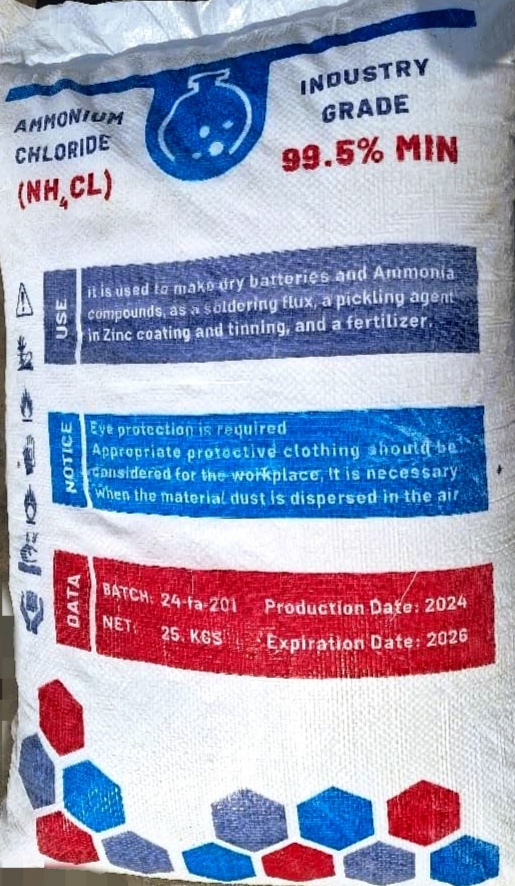 AMMONIUM
CHLORIDE
(NH4CL)
INDUSTRY
GRADE
99.5% MIN
USE
it is used to make dry batteries and Ammonia
compounds, as a soldering flux, a pickling agent
in Zinc coating and tinning, and a fertilizer.
NOTICE
Eye protection is required
Appropriate protective clothing should be
considered for the workplace, It is necessary
when the material dust is dispersed in the air
DATA
BATCH: 24-fa-201
NET: 25. KGS
Production Date: 2024
Expiration Date: 2026